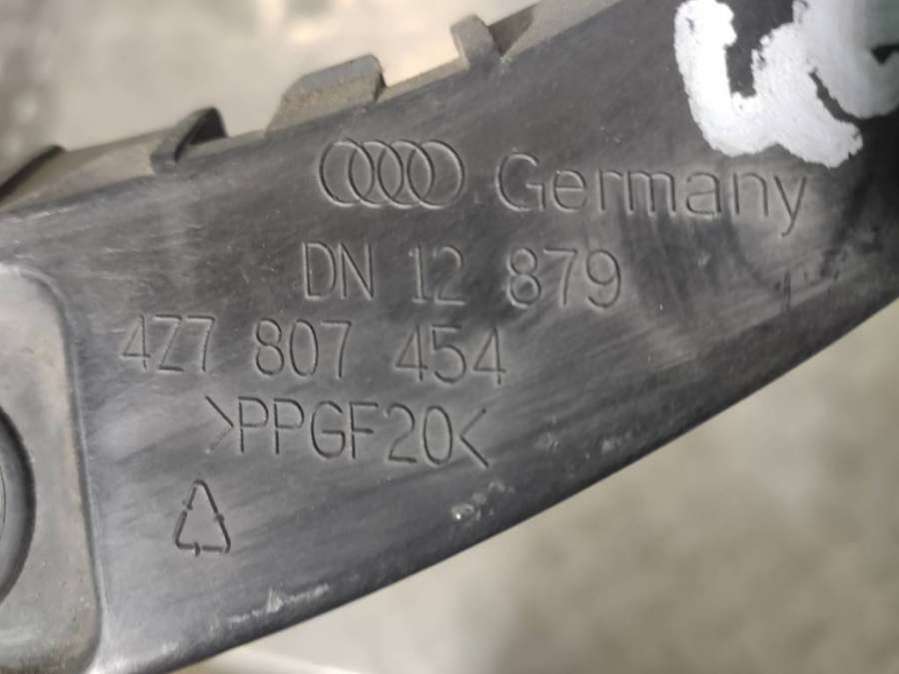 Germany
DN 12 879
4Z7 807 454
>PPGF20<